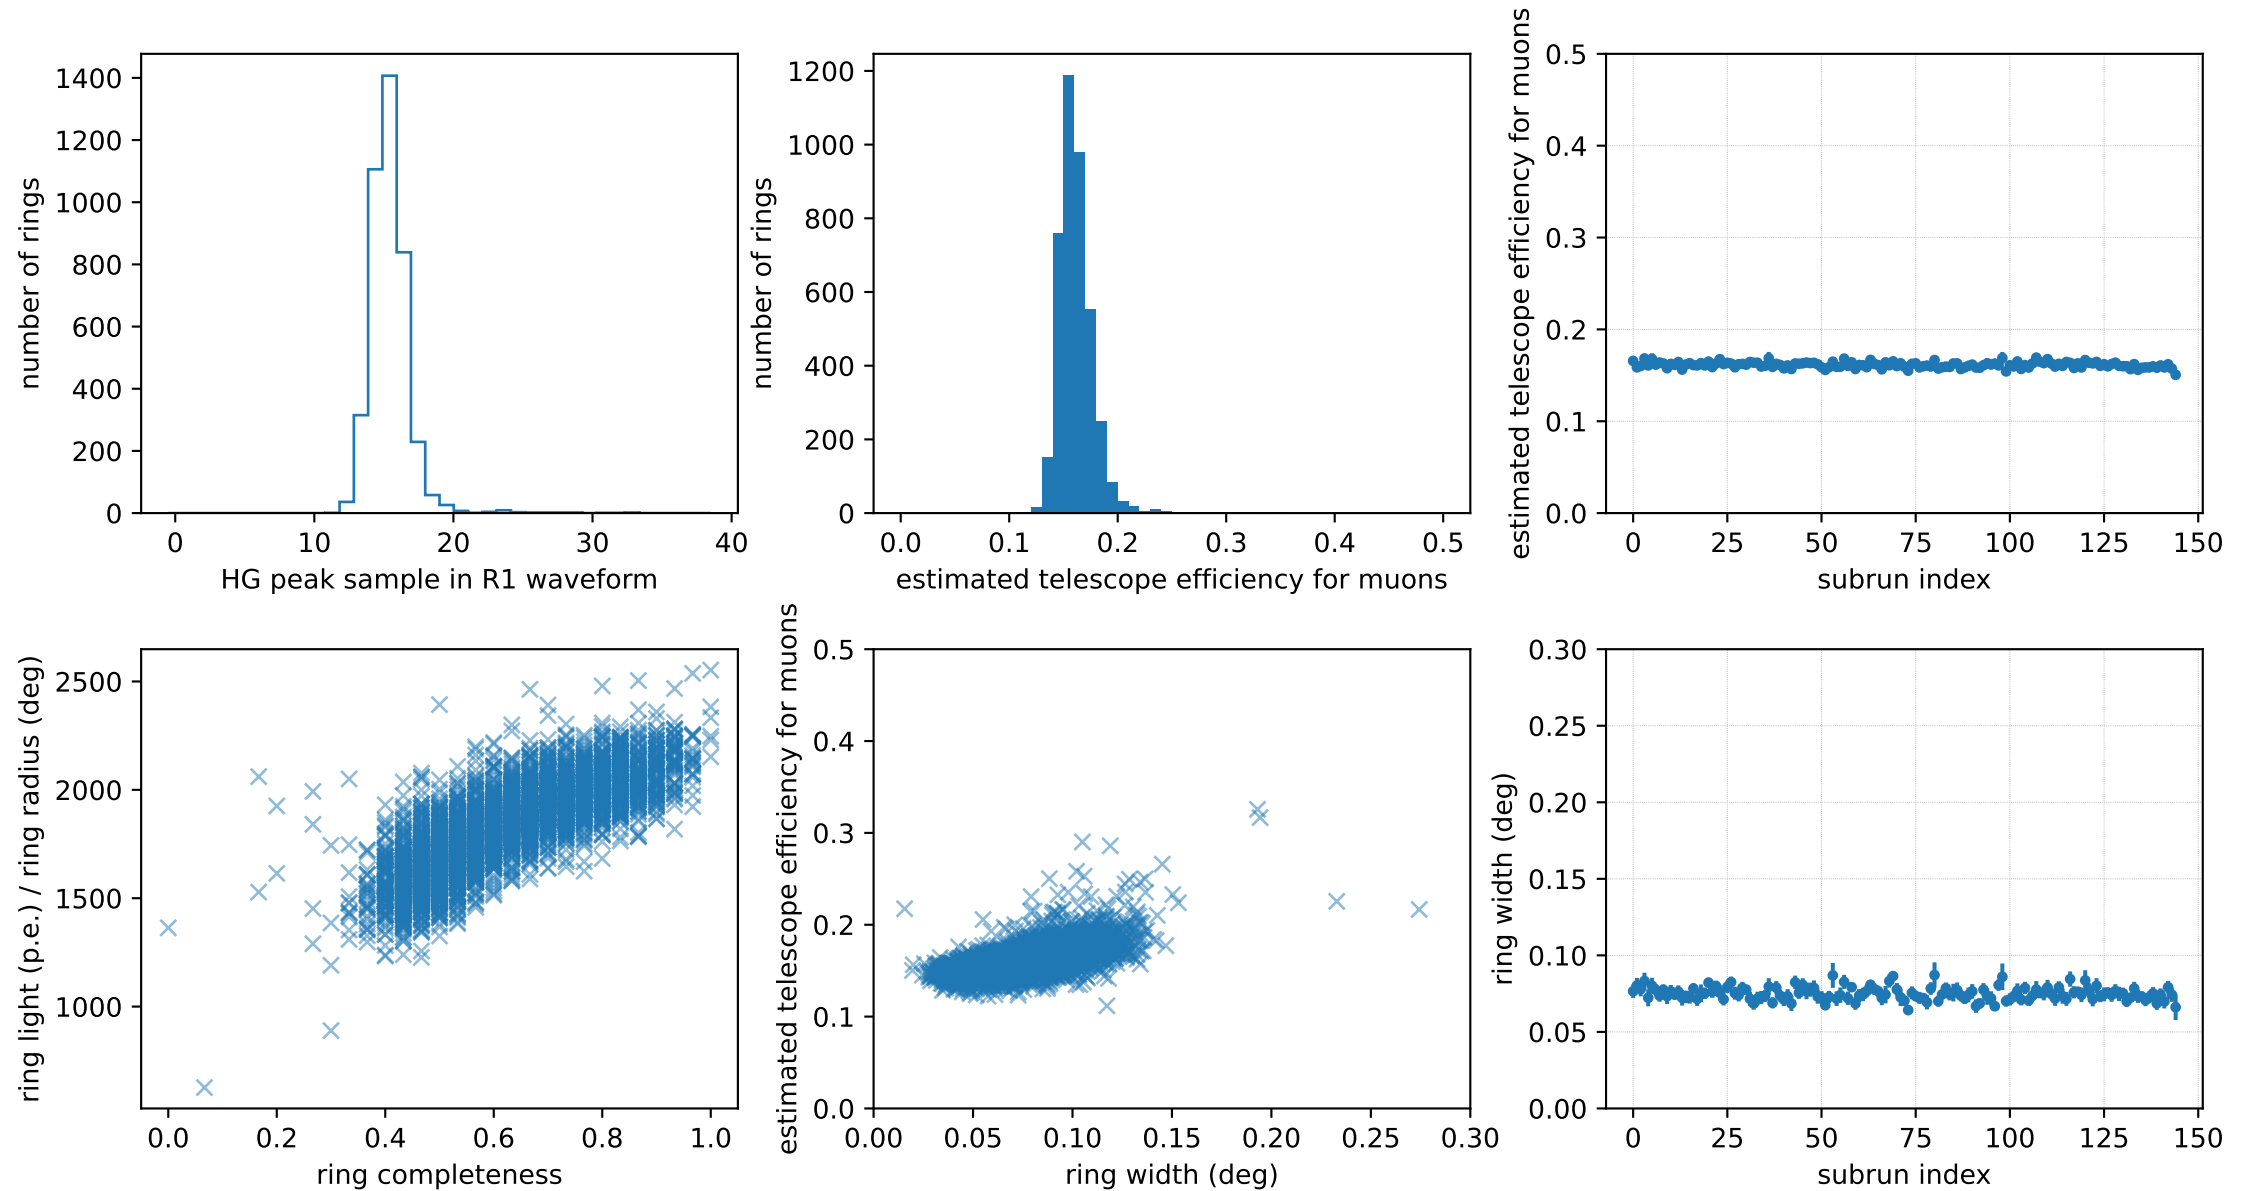 number of rings
1400
1200
1000
800
600
400
200
0
0 10 20 30 40
HG peak sample in R1 waveform
number of rings
1200
1000
800
600
400
200
0
0.0 0.1 0.2 0.3 0.4 0.5
estimated telescope efficiency for muons
estimated telescope efficiency for muons
0.5
0.4
0.3
0.2
0.1
0.0
0 25 50 75 100 125 150
subrun index
ring light (p.e.) / ring radius (deg)
2500
2000
1500
1000
0.0 0.2 0.4 0.6 0.8 1.0
ring completeness
estimated telescope efficiency for muons
0.5
0.4
0.3
0.2
0.1
0.0
0.00 0.05 0.10 0.15 0.20 0.25 0.30
ring width (deg)
ring width (deg)
0.30
0.25
0.20
0.15
0.10
0.05
0.00
0 25 50 75 100 125 150
subrun index